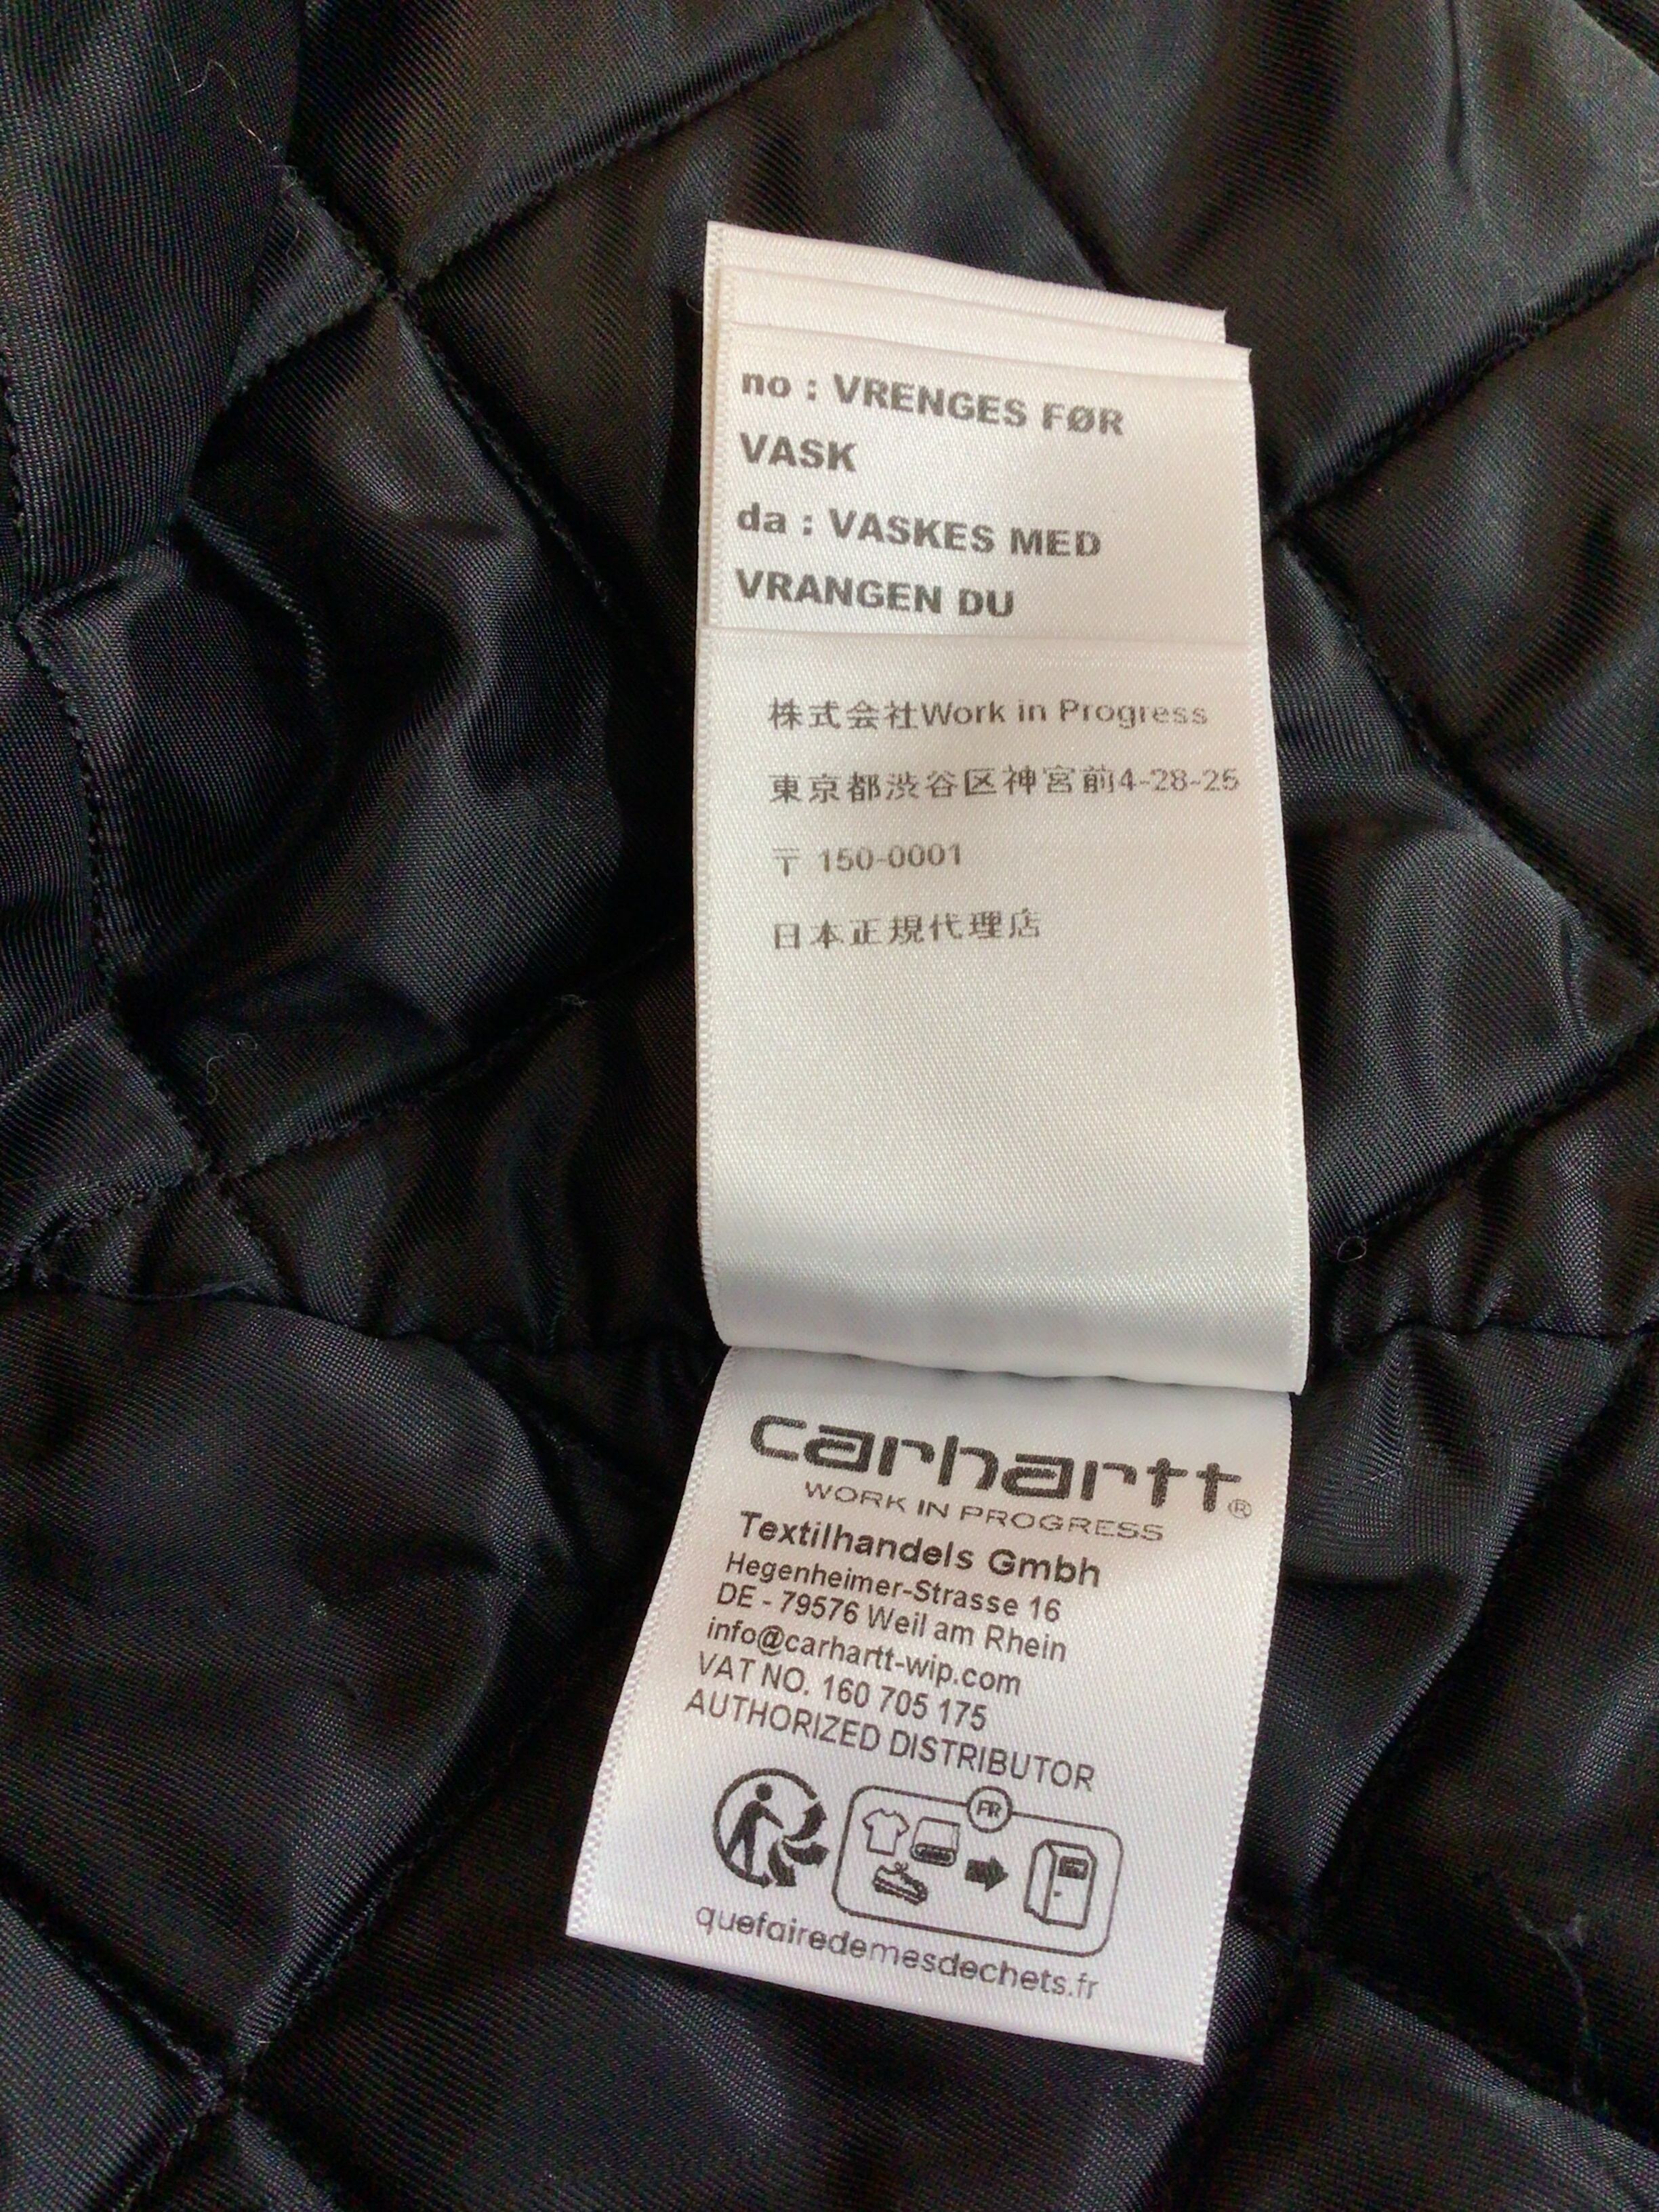 no : VRENGES FØR
VASK
da : VASKES MED
VRANGEN DU
株式会社Work in Progress
東京都渋谷区神宮前4-28-25
〒 150-0001
日本正規代理店
carhartt®
WORK IN PROGRESS
Textilhandels Gmbh
Hegenheimer-Strasse 16
DE - 79576 Weil am Rhein
info@carhartt-wip.com
VAT NO. 160 705 175
AUTHORIZED DISTRIBUTOR
FR
quefairedemesdechets.fr